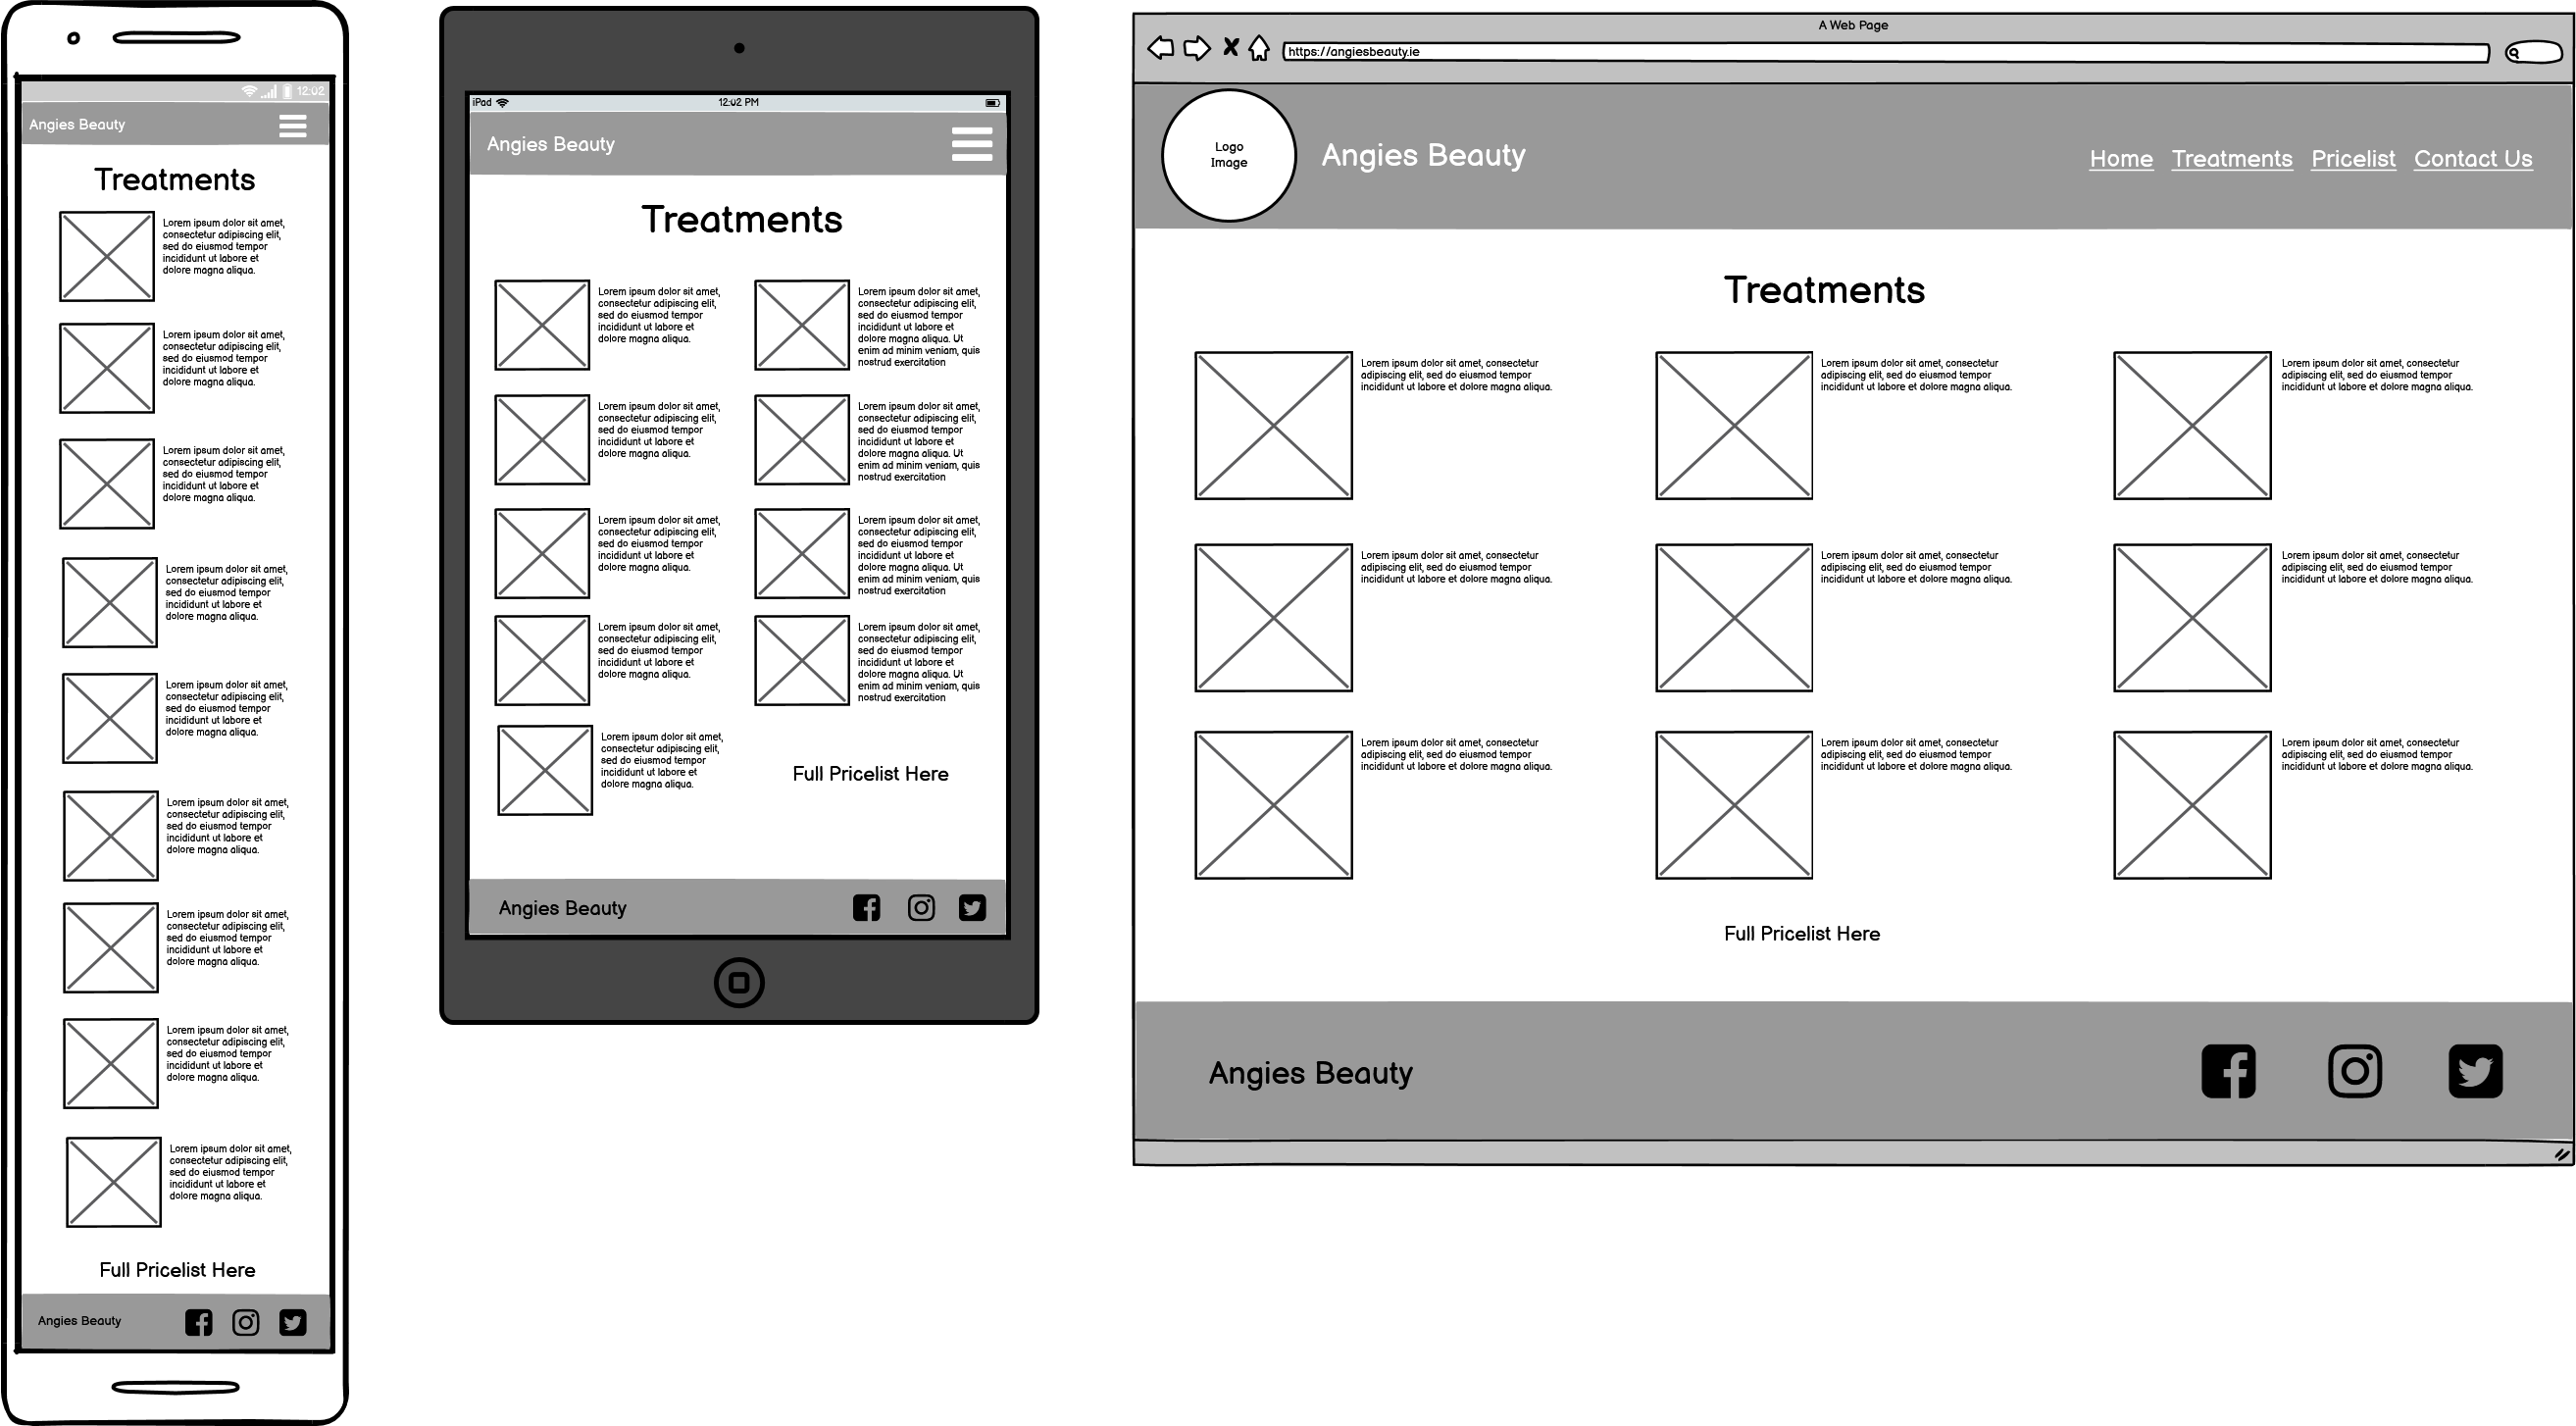 12:02
Angies Beauty
Treatments
Lorem ipsum dolor sit amet,
consectetur adipiscing elit,
sed do eiusmod tempor
incididunt ut labore et
dolore magna aliqua.
Lorem ipsum dolor sit amet,
consectetur adipiscing elit,
sed do eiusmod tempor
incididunt ut labore et
dolore magna aliqua.
Lorem ipsum dolor sit amet,
consectetur adipiscing elit,
sed do eiusmod tempor
incididunt ut labore et
dolore magna aliqua.
Lorem ipsum dolor sit amet,
consectetur adipiscing elit,
sed do eiusmod tempor
incididunt ut labore et
dolore magna aliqua.
Lorem ipsum dolor sit amet,
consectetur adipiscing elit,
sed do eiusmod tempor
incididunt ut labore et
dolore magna aliqua.
Lorem ipsum dolor sit amet,
consectetur adipiscing elit,
sed do eiusmod tempor
incididunt ut labore et
dolore magna aliqua.
Lorem ipsum dolor sit amet,
consectetur adipiscing elit,
sed do eiusmod tempor
incididunt ut labore et
dolore magna aliqua.
Lorem ipsum dolor sit amet,
consectetur adipiscing elit,
sed do eiusmod tempor
incididunt ut labore et
dolore magna aliqua.
Lorem ipsum dolor sit amet,
consectetur adipiscing elit,
sed do eiusmod tempor
incididunt ut labore et
dolore magna aliqua.
Full Pricelist Here
Angies Beauty
iPad 12:02 PM
Angies Beauty
Treatments
Lorem ipsum dolor sit amet,
consectetur adipiscing elit,
sed do eiusmod tempor
incididunt ut labore et
dolore magna aliqua.
Lorem ipsum dolor sit amet,
consectetur adipiscing elit,
sed do eiusmod tempor
incididunt ut labore et
dolore magna aliqua. Ut
enim ad minim veniam, quis
nostrud exercitation
Lorem ipsum dolor sit amet,
consectetur adipiscing elit,
sed do eiusmod tempor
incididunt ut labore et
dolore magna aliqua.
Lorem ipsum dolor sit amet,
consectetur adipiscing elit,
sed do eiusmod tempor
incididunt ut labore et
dolore magna aliqua. Ut
enim ad minim veniam, quis
nostrud exercitation
Lorem ipsum dolor sit amet,
consectetur adipiscing elit,
sed do eiusmod tempor
incididunt ut labore et
dolore magna aliqua.
Lorem ipsum dolor sit amet,
consectetur adipiscing elit,
sed do eiusmod tempor
incididunt ut labore et
dolore magna aliqua. Ut
enim ad minim veniam, quis
nostrud exercitation
Lorem ipsum dolor sit amet,
consectetur adipiscing elit,
sed do eiusmod tempor
incididunt ut labore et
dolore magna aliqua.
Lorem ipsum dolor sit amet,
consectetur adipiscing elit,
sed do eiusmod tempor
incididunt ut labore et
dolore magna aliqua. Ut
enim ad minim veniam, quis
nostrud exercitation
Lorem ipsum dolor sit amet,
consectetur adipiscing elit,
sed do eiusmod tempor
incididunt ut labore et
dolore magna aliqua.
Full Pricelist Here
Angies Beauty
A Web Page
https://angiesbeauty.ie
Logo
Image
Angies Beauty
Home Treatments Pricelist Contact Us
Treatments
Lorem ipsum dolor sit amet, consectetur
adipiscing elit, sed do eiusmod tempor
incididunt ut labore et dolore magna aliqua.
Lorem ipsum dolor sit amet, consectetur
adipiscing elit, sed do eiusmod tempor
incididunt ut labore et dolore magna aliqua.
Lorem ipsum dolor sit amet, consectetur
adipiscing elit, sed do eiusmod tempor
incididunt ut labore et dolore magna aliqua.
Lorem ipsum dolor sit amet, consectetur
adipiscing elit, sed do eiusmod tempor
incididunt ut labore et dolore magna aliqua.
Lorem ipsum dolor sit amet, consectetur
adipiscing elit, sed do eiusmod tempor
incididunt ut labore et dolore magna aliqua.
Lorem ipsum dolor sit amet, consectetur
adipiscing elit, sed do eiusmod tempor
incididunt ut labore et dolore magna aliqua.
Lorem ipsum dolor sit amet, consectetur
adipiscing elit, sed do eiusmod tempor
incididunt ut labore et dolore magna aliqua.
Lorem ipsum dolor sit amet, consectetur
adipiscing elit, sed do eiusmod tempor
incididunt ut labore et dolore magna aliqua.
Lorem ipsum dolor sit amet, consectetur
adipiscing elit, sed do eiusmod tempor
incididunt ut labore et dolore magna aliqua.
Full Pricelist Here
Angies Beauty